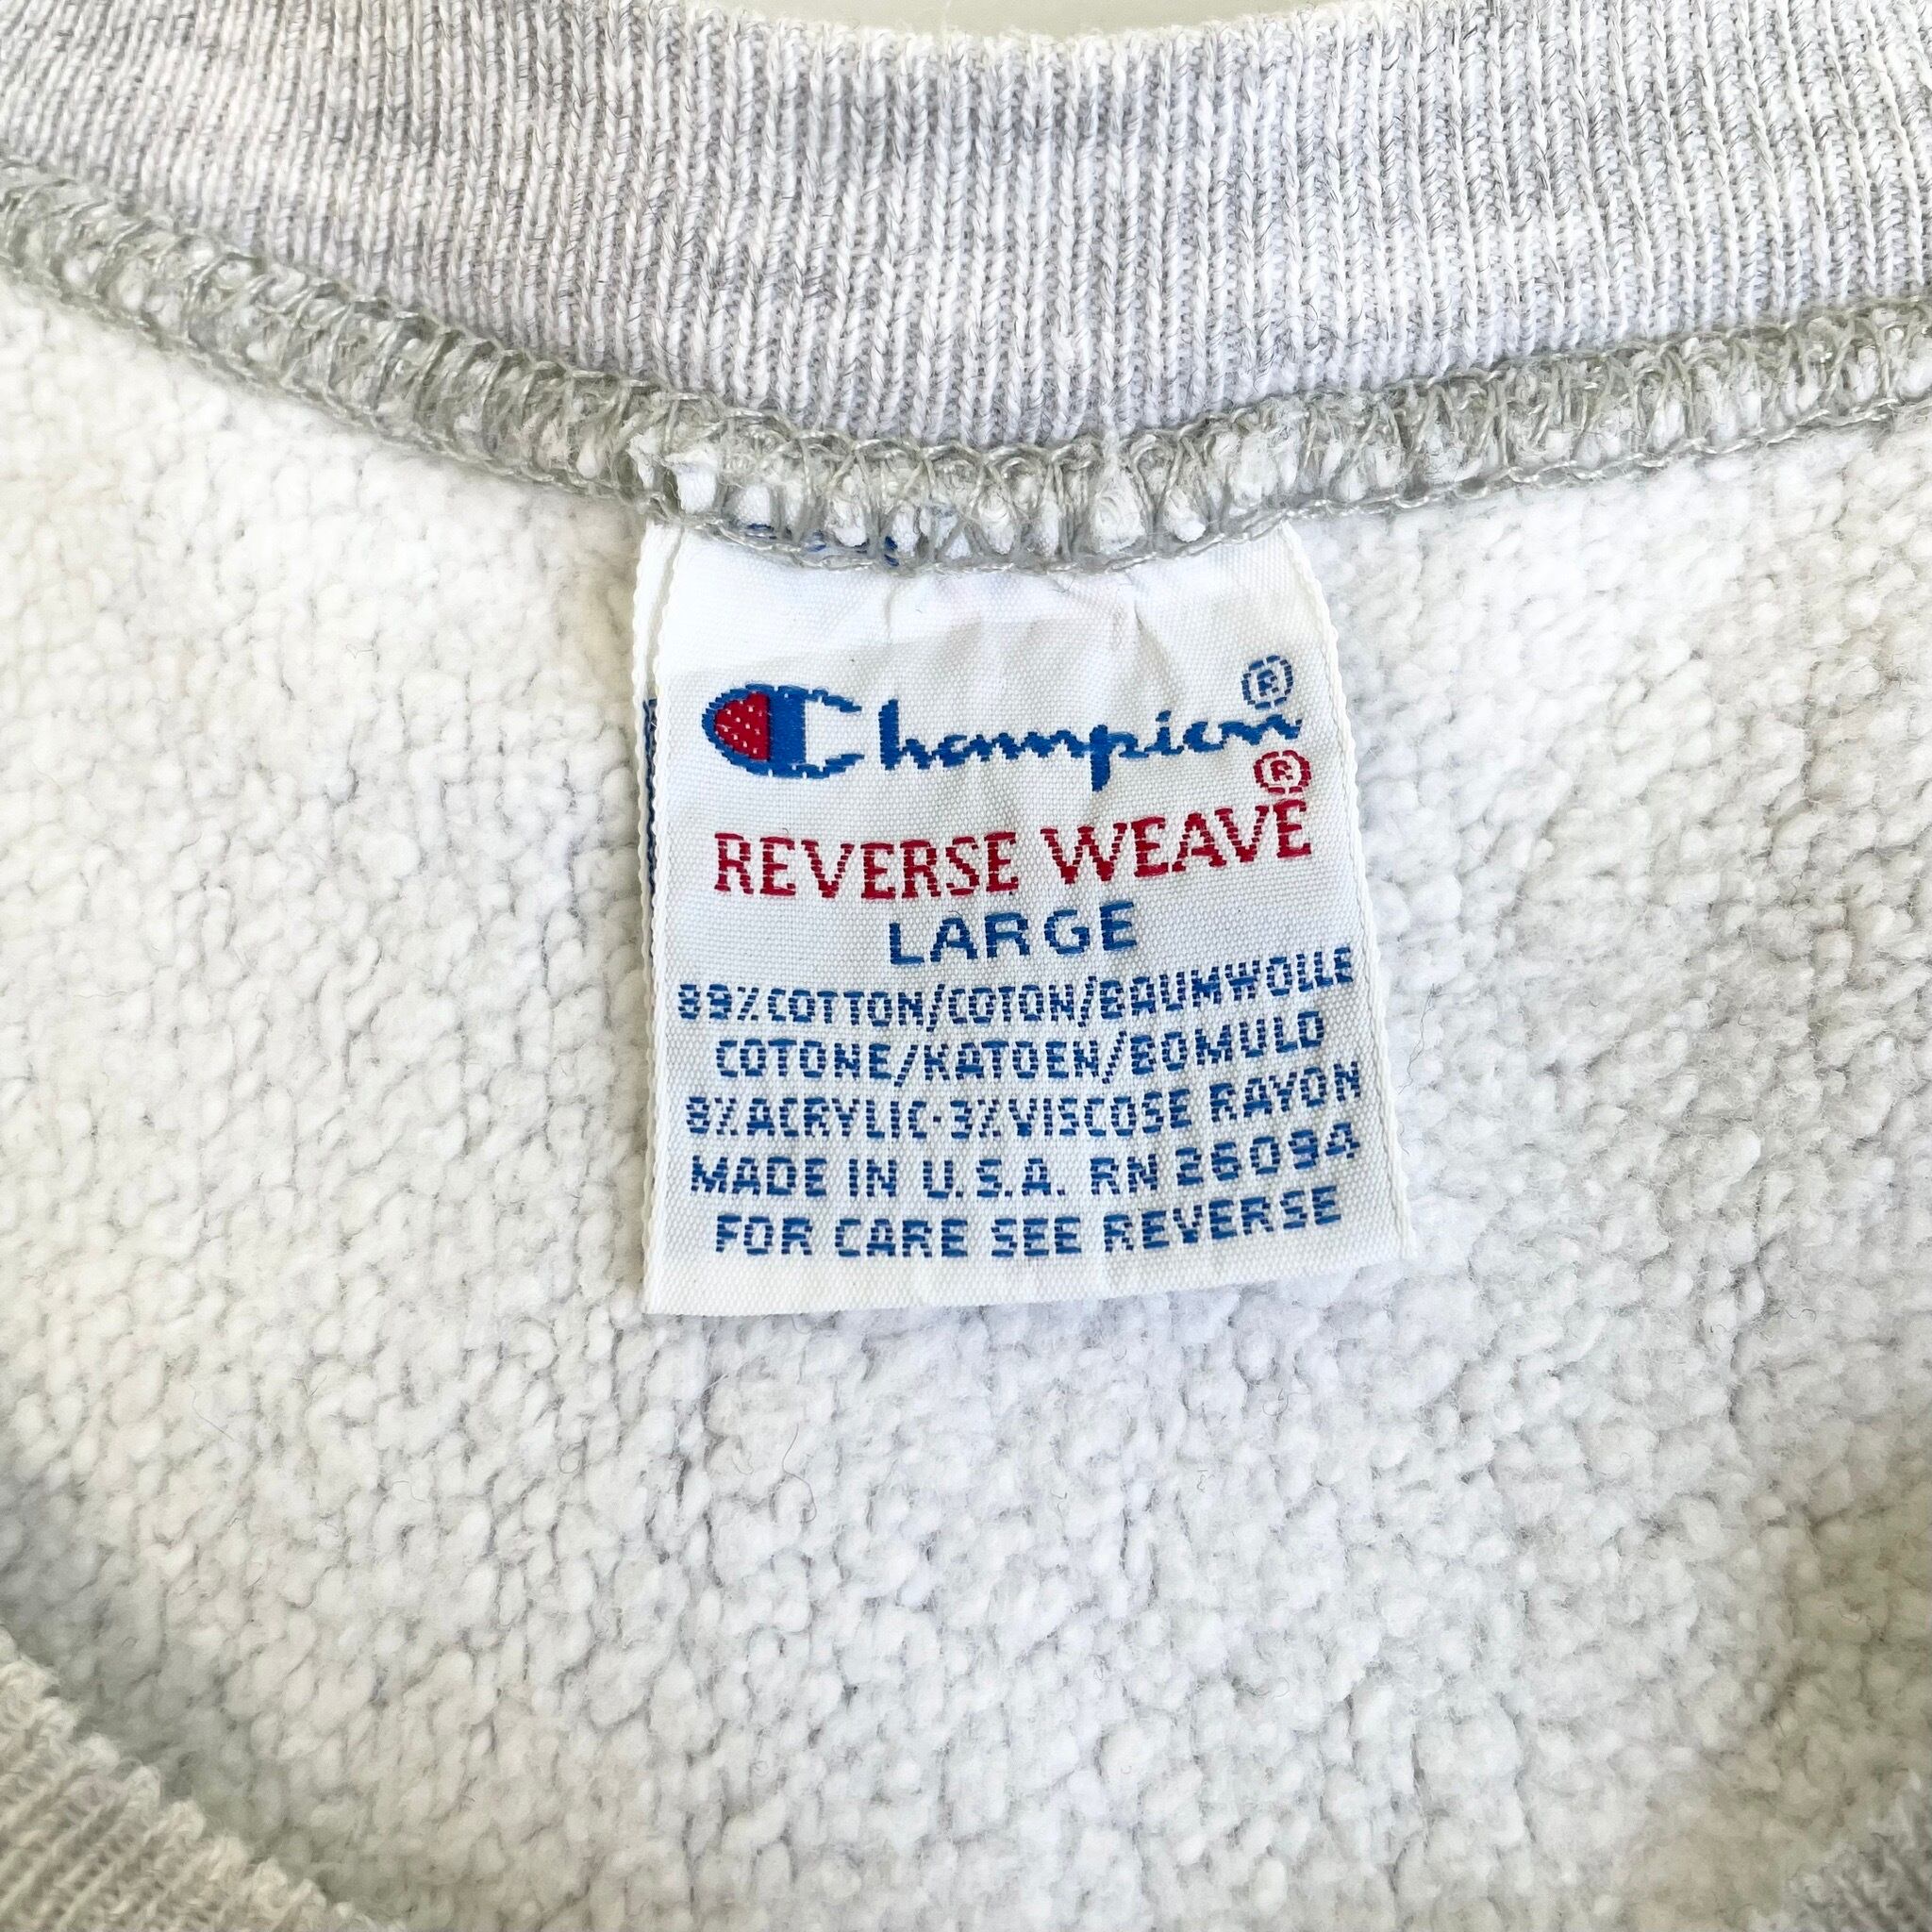 Champion®
REVERSE WEAVE®
LARGE
89% COTTON/COTON/BAUMWOLLE
COTONE/KATOEN/BOMULO
8% ACRYLIC·3% VISCOSE RAYON
MADE IN U.S.A. RN 26094
FOR CARE SEE REVERSE